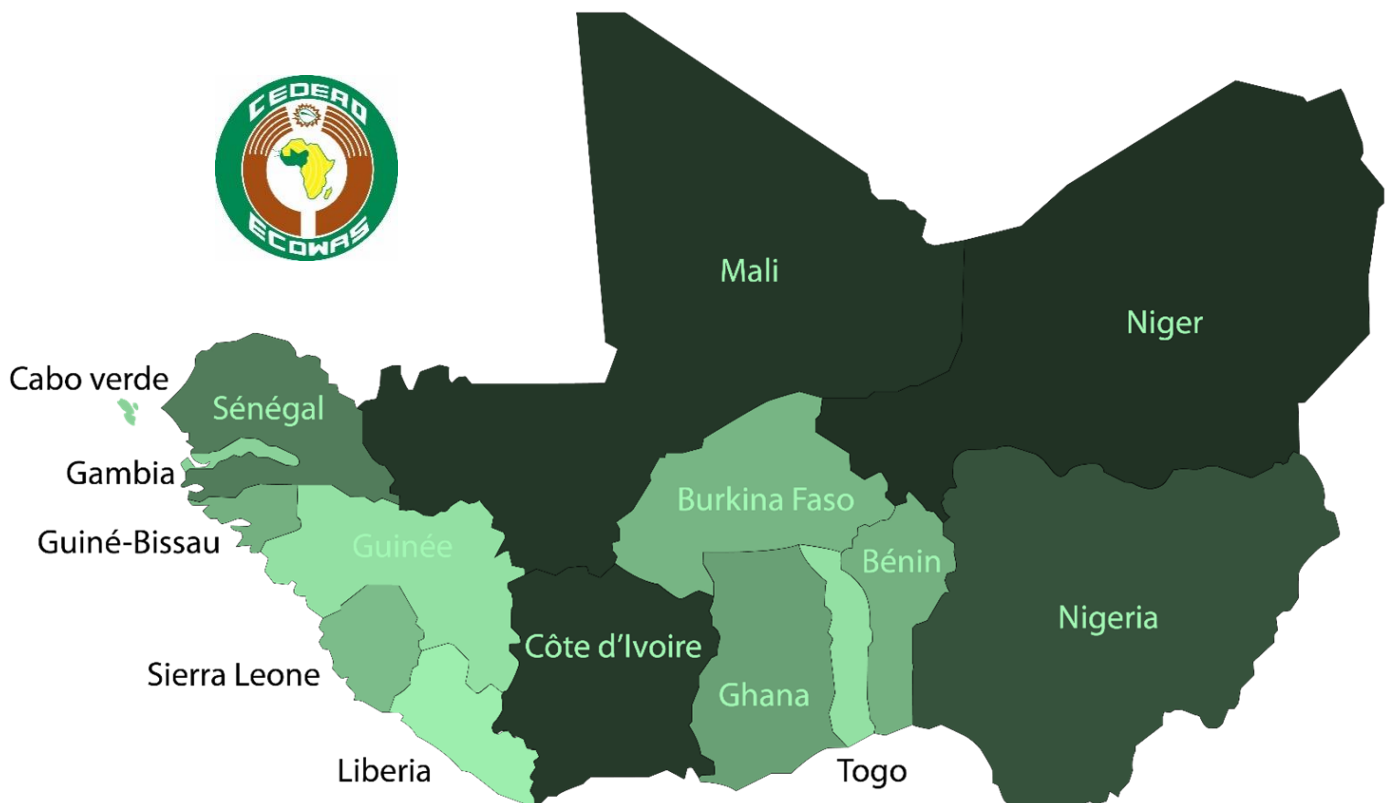 CEDEAO
ECOWAS
Mali
Niger
Cabo verde
Sénégal
Gambia
Burkina Faso
Guiné-Bissau
Guinée
Bénin
Nigeria
Côte d'Ivoire
Sierra Leone
Ghana
Liberia
Togo